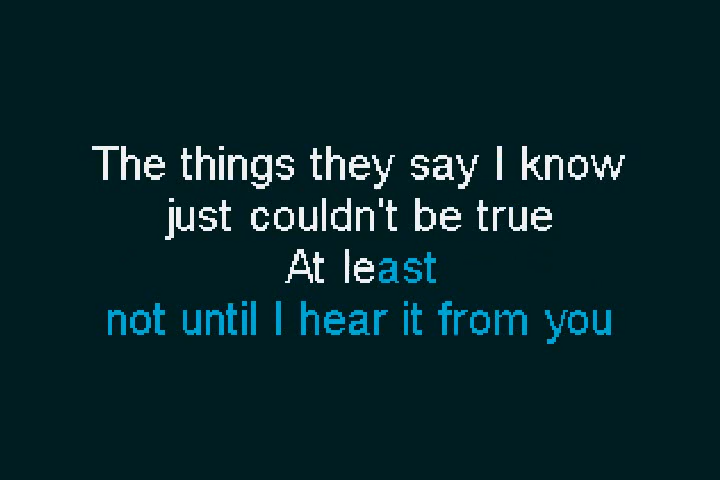 The things they say I know
just couldn't be true
At least
not until I hear it from you